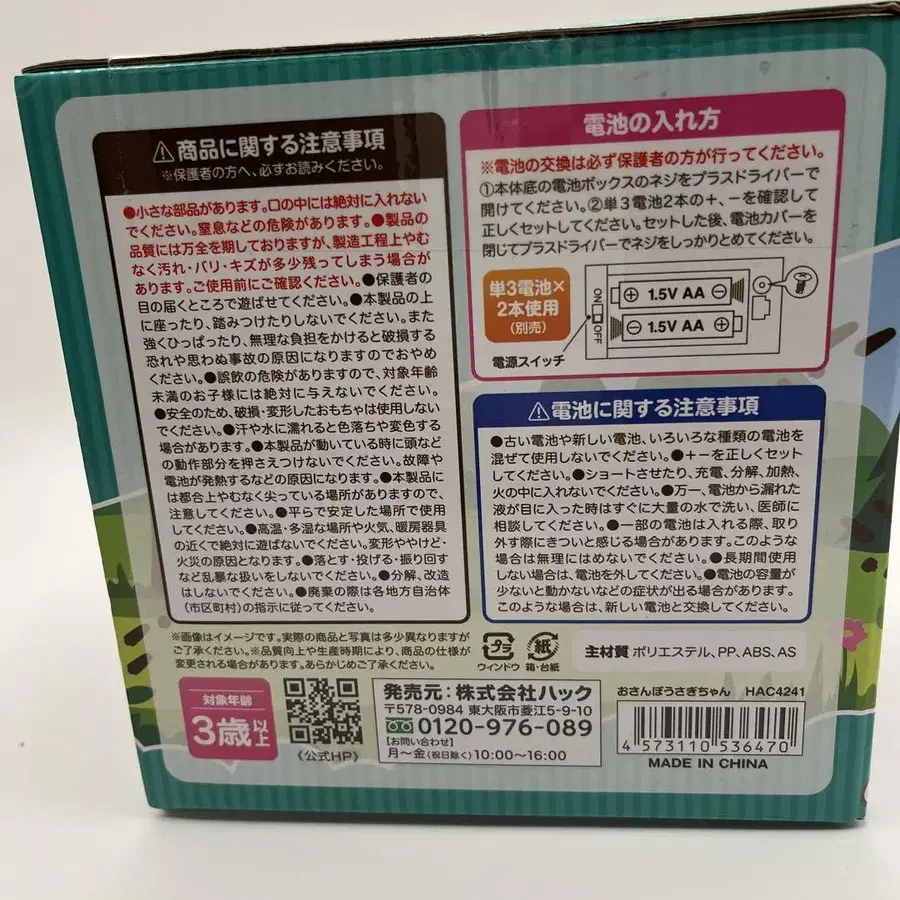 ⚠商品に関する注意事項
※保護者の方へ、必ずお読みください。
●小さな部品があります。口の中には絶対に入れない
でください。窒息などの危険があります。●製品の
品質には万全を期しておりますが、製造工程上やむ
なく汚れ・バリ・キズが多少残ってしまう場合が
あります。ご使用前にご確認ください。●保護者の
目の届くところで遊ばせてください。●本製品の上
に座ったり、踏みつけたりしないでください。また
強くひっぱったり、無理な負担をかけると破損する
恐れや思わぬ事故の原因になりますのでおやめ
ください。●誤飲の危険がありますので、対象年齢
未満のお子様には絶対に与えないでください。
●安全のため、破損・変形したおもちゃは使用しない
でください。●汗や水に濡れると色落ちや変色する
場合があります。●本製品が動いている時に頭など
の動作部分を押さえつけないでください。故障や
電池が発熱するなどの原因になります。●本製品に
は都合上やむなく尖っている場所がありますので、
注意してください。●平らで安定した場所で使用
してください。●高温・多湿な場所や火気、暖房器具
の近くで絶対に遊ばないでください。変形ややけど・
火災の原因となります。●落とす・投げる・振り回す
など乱暴な扱いをしないでください。●分解、改造
はしないでください。●廃棄の際は各地方自治体
(市区町村)の指示に従ってください。
※画像はイメージです。実際の商品と写真は多少異なりますが
ご了承ください。※品質向上や生産時期により、商品の仕様が
変更される場合があります。あらかじめご了承ください。
電池の入れ方
※電池の交換は必ず保護者の方が行ってください。
①本体底の電池ボックスのネジをプラスドライバーで
開けてください。②単3電池2本の+、-を確認して
正しくセットしてください。セットした後、電池カバーを
閉じてプラスドライバーでネジをしっかりとめてください。
単3電池×
2本使用
(別売)
ON
OFF
⊕ 1.5V AA ⊖
⊖ 1.5V AA ⊕
電源スイッチ
⚠電池に関する注意事項
●古い電池や新しい電池、いろいろな種類の電池を
混ぜて使用しないでください。●+-を正しくセット
してください。●ショートさせたり、充電、分解、加熱、
火の中に入れないでください。●万一、電池から漏れた
液が目に入った時はすぐに大量の水で洗い、医師に
相談してください。●一部の電池は入れる際、取り
外す際にきついと感じる場合があります。このような
場合は無理にはめないでください。●長期間使用
しない場合は、電池を外してください。●電池の容量が
少ないと動かないなどの症状が出る場合があります。
このような場合は、新しい電池と交換してください。
プラ
ウィンドウ
紙
箱・台紙
主材質 ポリエステル、PP、ABS、AS
対象年齢
3歳以上
《公式HP》
発売元:株式会社ハック
〒578-0984 東大阪市菱江5-9-10
0120-976-089
【お問い合わせ】
月～金(祝日除く)10:00～16:00
おさんぽうさぎちゃん HAC4241
4 573110 536470
MADE IN CHINA